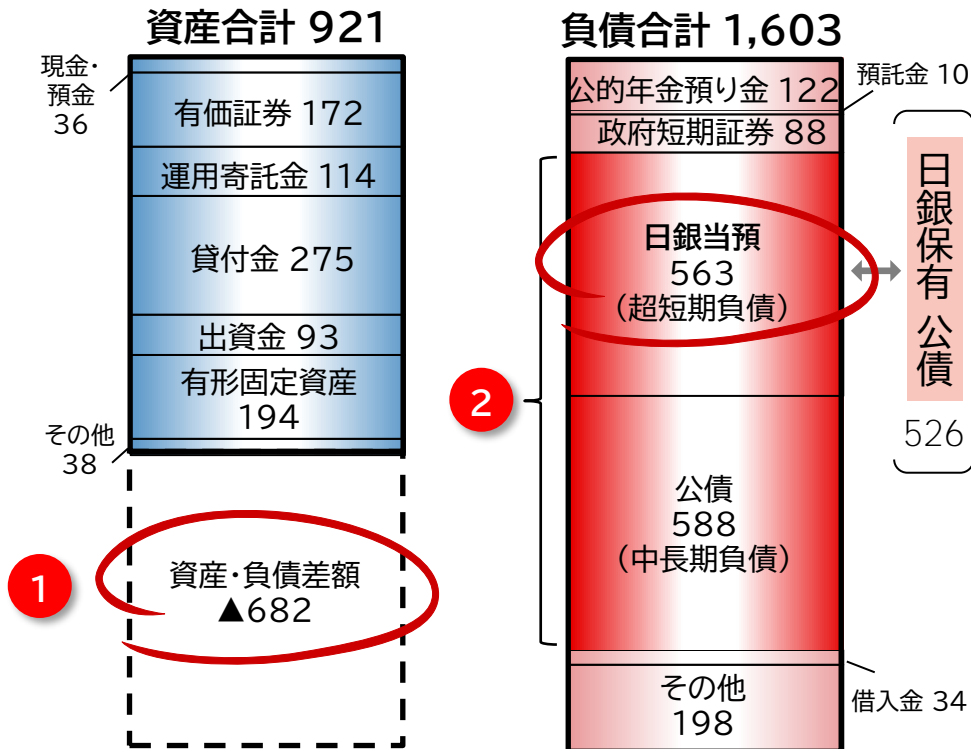 資産合計 921
現金・
預金
36
有価証券 172
運用寄託金 114
貸付金 275
出資金 93
有形固定資産
194
その他
38
1
資産・負債差額
▲682
負債合計 1,603
公的年金預り金 122
預託金 10
政府短期証券 88
2
日銀当預
563
(超短期負債)
公債
588
(中長期負債)
借入金 34
その他
198
日銀保有 公債
526